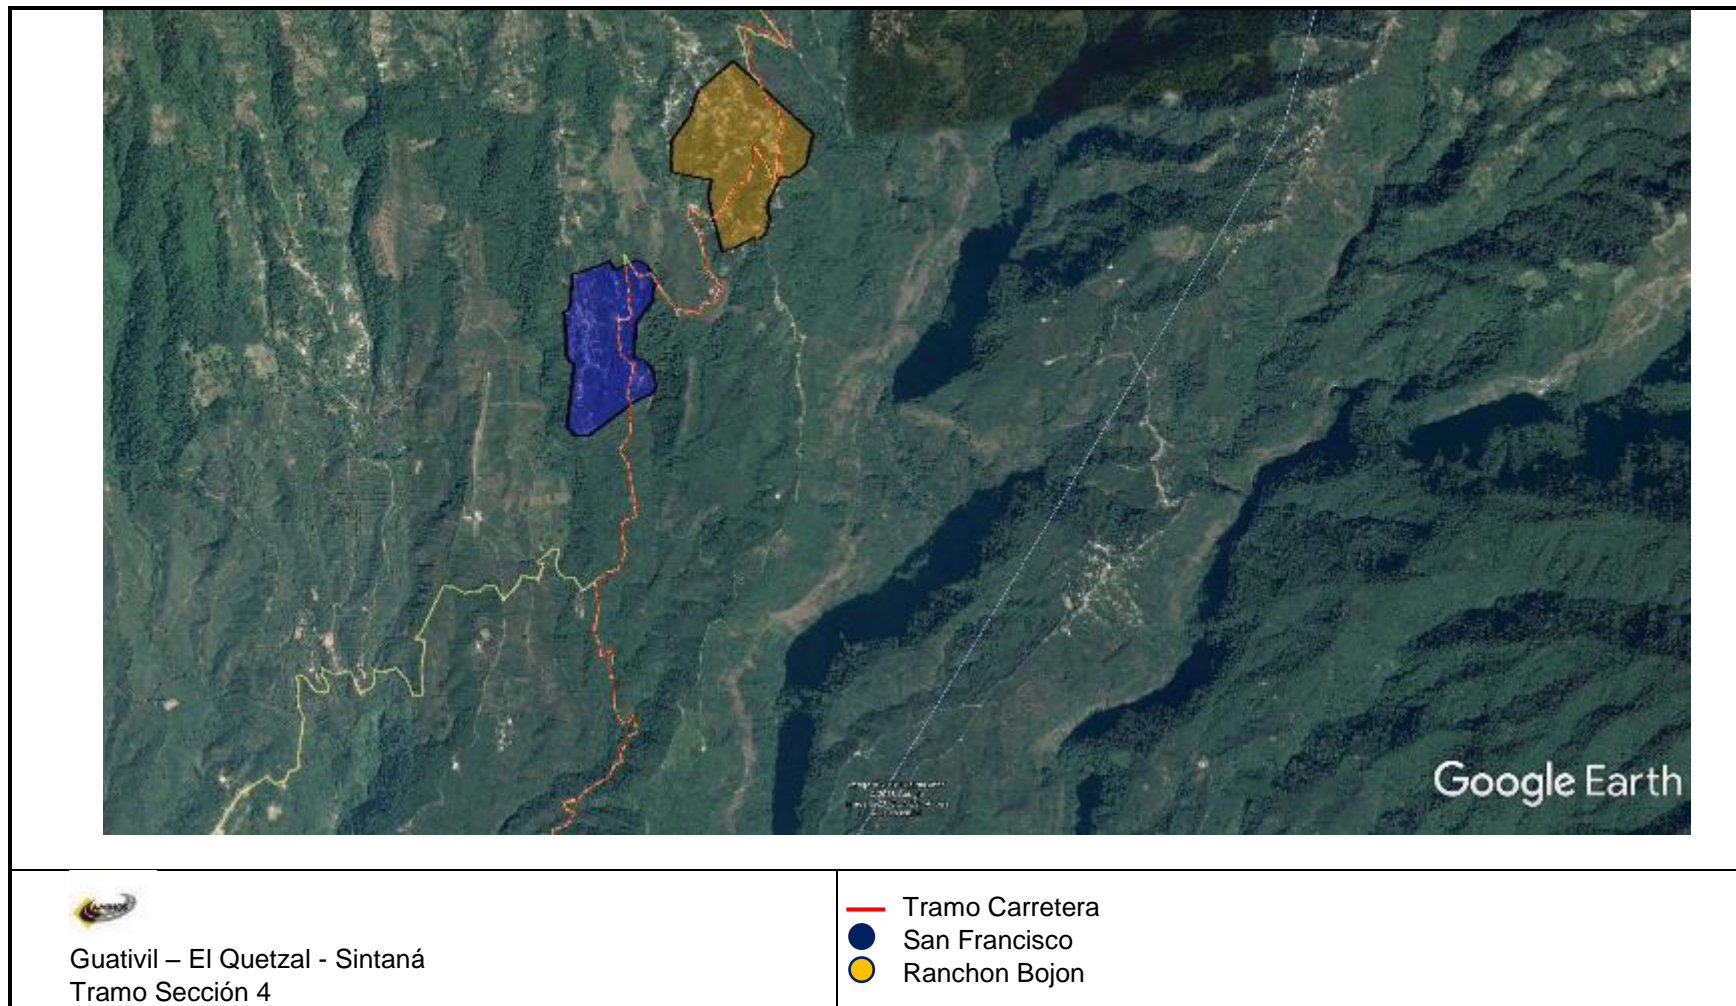 Google Earth
Guativil – El Quetzal - Sintaná
Tramo Sección 4
Tramo Carretera
San Francisco
Ranchon Bojon